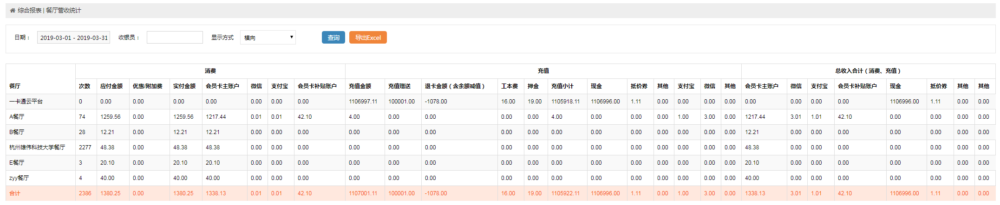 综合报表 | 餐厅营收统计
日期： 2019-03-01 - 2019-03-31 收银员： 显示方式 横向 查询 导出Excel
消费 充值 总收入合计（消费、充值）
餐厅 次数 应付金额 优惠/附加费 实付金额 会员卡主账户 微信 支付宝 会员卡补贴账户 充值金额 充值赠送 退卡金额（含余额减值） 工本费 押金 充值小计 现金 抵价券 其他 支付宝 微信 其他 会员卡主账户 微信 支付宝 会员卡补贴账户 现金 抵价券 其他 其他
一卡通云平台 0 0.00 0.00 0.00 0.00 0.00 0.00 0.00 1106997.11 100001.00 -1078.00 16.00 19.00 1105918.11 1106996.00 1.11 0.00 0.00 0.00 0.00 0.00 0.00 0.00 0.00 1106996.00 1.11 0.00 0.00
A餐厅 74 1259.56 0.00 1259.56 1217.44 0.01 0.01 42.10 4.00 0.00 0.00 0.00 0.00 4.00 0.00 0.00 0.00 1.00 3.00 0.00 1217.44 3.01 1.01 42.10 0.00 0.00 0.00 0.00
B餐厅 28 12.21 0.00 12.21 12.21 0.00 0.00 0.00 0.00 0.00 0.00 0.00 0.00 0.00 0.00 0.00 0.00 0.00 0.00 0.00 12.21 0.00 0.00 0.00 0.00 0.00 0.00 0.00
杭州雄伟科技大学餐厅 2277 48.38 0.00 48.38 48.38 0.00 0.00 0.00 0.00 0.00 0.00 0.00 0.00 0.00 0.00 0.00 0.00 0.00 0.00 0.00 48.38 0.00 0.00 0.00 0.00 0.00 0.00 0.00
E餐厅 3 20.10 0.00 20.10 20.10 0.00 0.00 0.00 0.00 0.00 0.00 0.00 0.00 0.00 0.00 0.00 0.00 0.00 0.00 0.00 20.10 0.00 0.00 0.00 0.00 0.00 0.00 0.00
zyy餐厅 4 40.00 0.00 40.00 40.00 0.00 0.00 0.00 0.00 0.00 0.00 0.00 0.00 0.00 0.00 0.00 0.00 0.00 0.00 0.00 40.00 0.00 0.00 0.00 0.00 0.00 0.00 0.00
合计 2386 1380.25 0.00 1380.25 1338.13 0.01 0.01 42.10 1107001.11 100001.00 -1078.00 16.00 19.00 1105922.11 1106996.00 1.11 0.00 1.00 3.00 0.00 1338.13 3.01 1.01 42.10 1106996.00 1.11 0.00 0.00